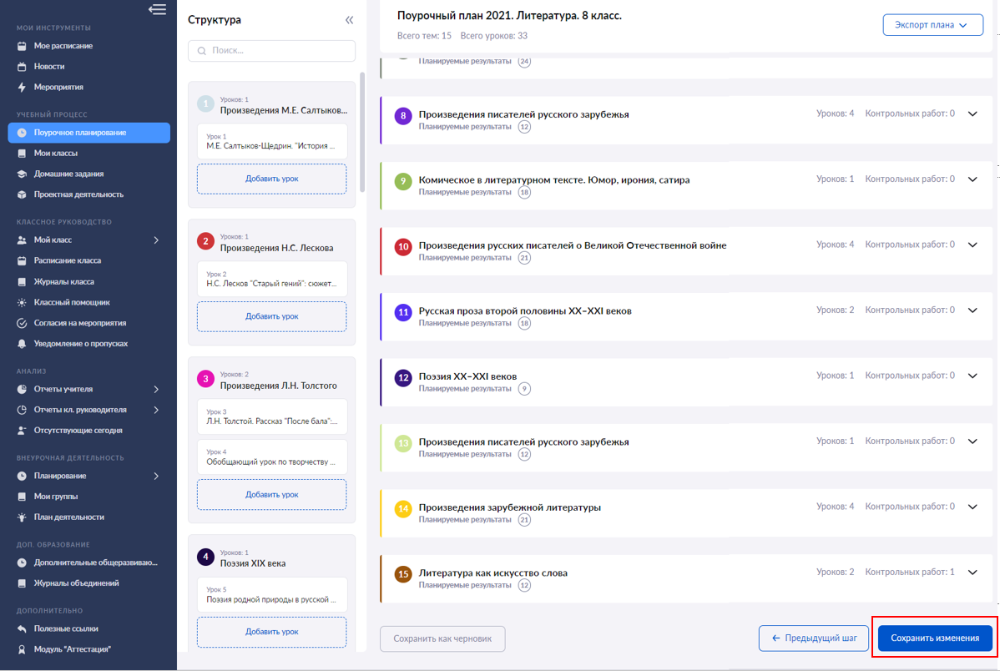 МОИ ИНСТРУМЕНТЫ
Мое расписание
Новости
Мероприятия
УЧЕБНЫЙ ПРОЦЕСС
Поурочное планирование
Мои классы
Домашние задания
Проектная деятельность
КЛАССНОЕ РУКОВОДСТВО
Мой класс
Расписание класса
Журналы класса
Классный помощник
Согласия на мероприятия
Уведомление о пропусках
АНАЛИЗ
Отчеты учителя
Отчеты кл. руководителя
Отсутствующие сегодня
ВНЕУРОЧНАЯ ДЕЯТЕЛЬНОСТЬ
Планирование
Мои группы
План деятельности
ДОП. ОБРАЗОВАНИЕ
Дополнительные общеразвиваю...
Журналы объединений
ДОПОЛНИТЕЛЬНО
Полезные ссылки
Модуль "Аттестация"
Структура
Поиск...
1
Уроков: 1
Произведения М.Е. Салтыков...
Урок 1
М.Е. Салтыков-Щедрин. "История ...
Добавить урок
2
Уроков: 1
Произведения Н.С. Лескова
Урок 2
Н.С. Лесков "Старый гений": сюжет...
Добавить урок
3
Уроков: 2
Произведения Л.Н. Толстого
Урок 3
Л.Н. Толстой. Рассказ "После бала":...
Урок 4
Обобщающий урок по творчеству ...
Добавить урок
4
Уроков: 1
Поэзия XIX века
Урок 5
Поэзия родной природы в русской ...
Добавить урок
Поурочный план 2021. Литература. 8 класс.
Всего тем: 15 Всего уроков: 33
Экспорт плана
Планируемые результаты 24
8 Произведения писателей русского зарубежья Уроков: 4 Контрольных работ: 0
Планируемые результаты 12
9 Комическое в литературном тексте. Юмор, ирония, сатира Уроков: 1 Контрольных работ: 0
Планируемые результаты 18
10 Произведения русских писателей о Великой Отечественной войне Уроков: 4 Контрольных работ: 0
Планируемые результаты 21
11 Русская проза второй половины XX–XXI веков Уроков: 2 Контрольных работ: 0
Планируемые результаты 18
12 Поэзия XX–XXI веков Уроков: 1 Контрольных работ: 0
Планируемые результаты 9
13 Произведения писателей русского зарубежья Уроков: 1 Контрольных работ: 0
Планируемые результаты 12
14 Произведения зарубежной литературы Уроков: 4 Контрольных работ: 0
Планируемые результаты 21
15 Литература как искусство слова Уроков: 2 Контрольных работ: 1
Планируемые результаты 12
Сохранить как черновик
Предыдущий шаг
Сохранить изменения